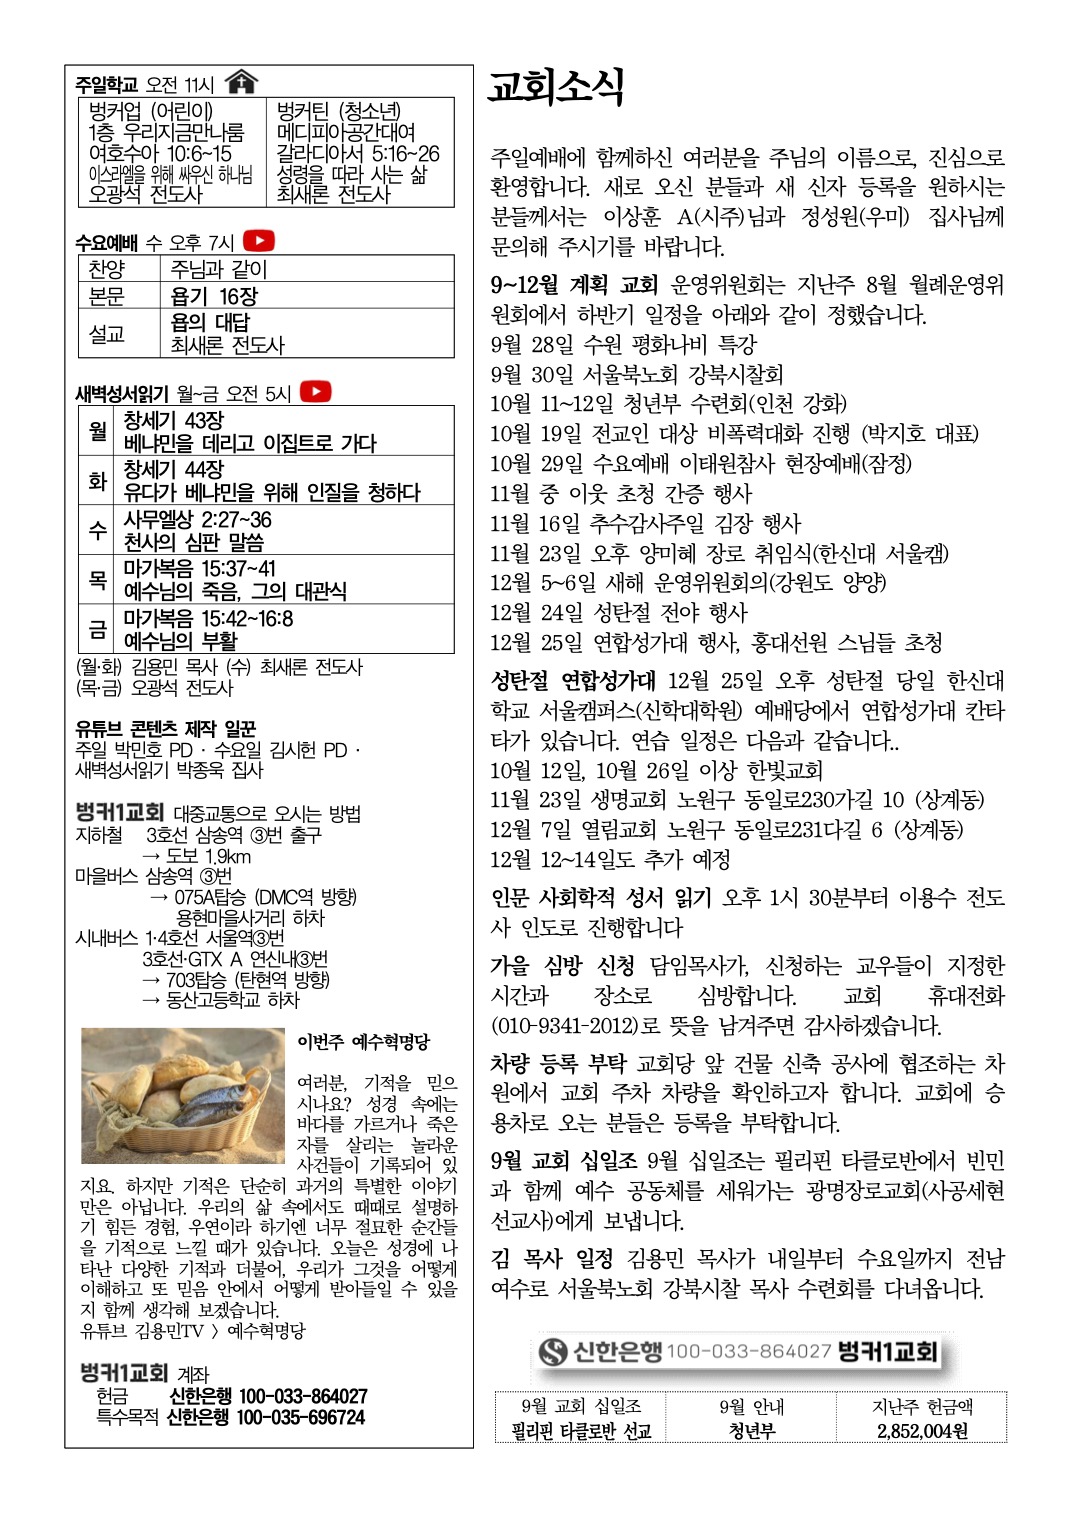 주일학교 오전 11시
벙커업 (어린이)
1층 우리지금만나룸
여호수아 10:6~15
이스라엘을 위해 싸우신 하나님
오광석 전도사
벙커틴 (청소년)
메디피아공간대여
갈라디아서 5:16~26
성령을 따라 사는 삶
최새론 전도사
수요예배 수 오후 7시
찬양 주님과 같이
본문 욥기 16장
설교 욥의 대답
최새론 전도사
새벽성서읽기 월~금 오전 5시
월 창세기 43장
베냐민을 데리고 이집트로 가다
화 창세기 44장
유다가 베냐민을 위해 인질을 청하다
수 사무엘상 2:27~36
천사의 심판 말씀
목 마가복음 15:37~41
예수님의 죽음, 그의 대관식
금 마가복음 15:42~16:8
예수님의 부활
(월·화) 김용민 목사 (수) 최새론 전도사
(목·금) 오광석 전도사
유튜브 콘텐츠 제작 일꾼
주일 박민호 PD · 수요일 김시헌 PD ·
새벽성서읽기 박종욱 집사
벙커1교회 대중교통으로 오시는 방법
지하철 3호선 삼송역 ③번 출구
→ 도보 1.9km
마을버스 삼송역 ③번
→ 075A탑승 (DMC역 방향)
용현마을사거리 하차
시내버스 1·4호선 서울역③번
3호선·GTX A 연신내③번
→ 703탑승 (탄현역 방향)
→ 동산고등학교 하차
이번주 예수혁명당
여러분, 기적을 믿으
시나요? 성경 속에는
바다를 가르거나 죽은
자를 살리는 놀라운
사건들이 기록되어 있
지요. 하지만 기적은 단순히 과거의 특별한 이야기
만은 아닙니다. 우리의 삶 속에서도 때때로 설명하
기 힘든 경험, 우연이라 하기엔 너무 절묘한 순간들
을 기적으로 느낄 때가 있습니다. 오늘은 성경에 나
타난 다양한 기적과 더불어, 우리가 그것을 어떻게
이해하고 또 믿음 안에서 어떻게 받아들일 수 있을
지 함께 생각해 보겠습니다.
유튜브 김용민TV 〉 예수혁명당
벙커1교회 계좌
헌금 신한은행 100-033-864027
특수목적 신한은행 100-035-696724
교회소식
주일예배에 함께하신 여러분을 주님의 이름으로, 진심으로
환영합니다. 새로 오신 분들과 새 신자 등록을 원하시는
분들께서는 이상훈 A(시주)님과 정성원(우미) 집사님께
문의해 주시기를 바랍니다.
9~12월 계획 교회 운영위원회는 지난주 8월 월례운영위
원회에서 하반기 일정을 아래와 같이 정했습니다.
9월 28일 수원 평화나비 특강
9월 30일 서울북노회 강북시찰회
10월 11~12일 청년부 수련회(인천 강화)
10월 19일 전교인 대상 비폭력대화 진행 (박지호 대표)
10월 29일 수요예배 이태원참사 현장예배(잠정)
11월 중 이웃 초청 간증 행사
11월 16일 추수감사주일 김장 행사
11월 23일 오후 양미혜 장로 취임식(한신대 서울캠)
12월 5~6일 새해 운영위원회의(강원도 양양)
12월 24일 성탄절 전야 행사
12월 25일 연합성가대 행사, 홍대선원 스님들 초청
성탄절 연합성가대 12월 25일 오후 성탄절 당일 한신대
학교 서울캠퍼스(신학대학원) 예배당에서 연합성가대 칸타
타가 있습니다. 연습 일정은 다음과 같습니다..
10월 12일, 10월 26일 이상 한빛교회
11월 23일 생명교회 노원구 동일로230가길 10 (상계동)
12월 7일 열림교회 노원구 동일로231다길 6 (상계동)
12월 12~14일도 추가 예정
인문 사회학적 성서 읽기 오후 1시 30분부터 이용수 전도
사 인도로 진행합니다
가을 심방 신청 담임목사가, 신청하는 교우들이 지정한
시간과 장소로 심방합니다. 교회 휴대전화
(010-9341-2012)로 뜻을 남겨주면 감사하겠습니다.
차량 등록 부탁 교회당 앞 건물 신축 공사에 협조하는 차
원에서 교회 주차 차량을 확인하고자 합니다. 교회에 승
용차로 오는 분들은 등록을 부탁합니다.
9월 교회 십일조 9월 십일조는 필리핀 타클로반에서 빈민
과 함께 예수 공동체를 세워가는 광명장로교회(사공세현
선교사)에게 보냅니다.
김 목사 일정 김용민 목사가 내일부터 수요일까지 전남
여수로 서울북노회 강북시찰 목사 수련회를 다녀옵니다.
신한은행 100-033-864027 벙커1교회
9월 교회 십일조 9월 안내 지난주 헌금액
필리핀 타클로반 선교 청년부 2,852,004원